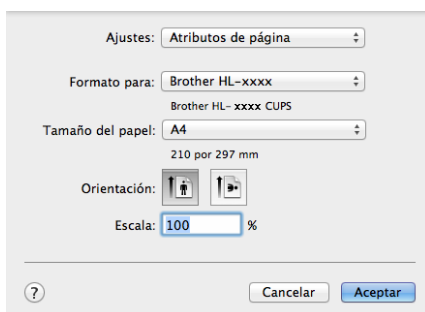 Ajustes: Atributos de página
Formato para: Brother HL-xxxx
Brother HL- xxxx CUPS
Tamaño del papel: A4
210 por 297 mm
Orientación:
Escala: 100 %
? Cancelar Aceptar